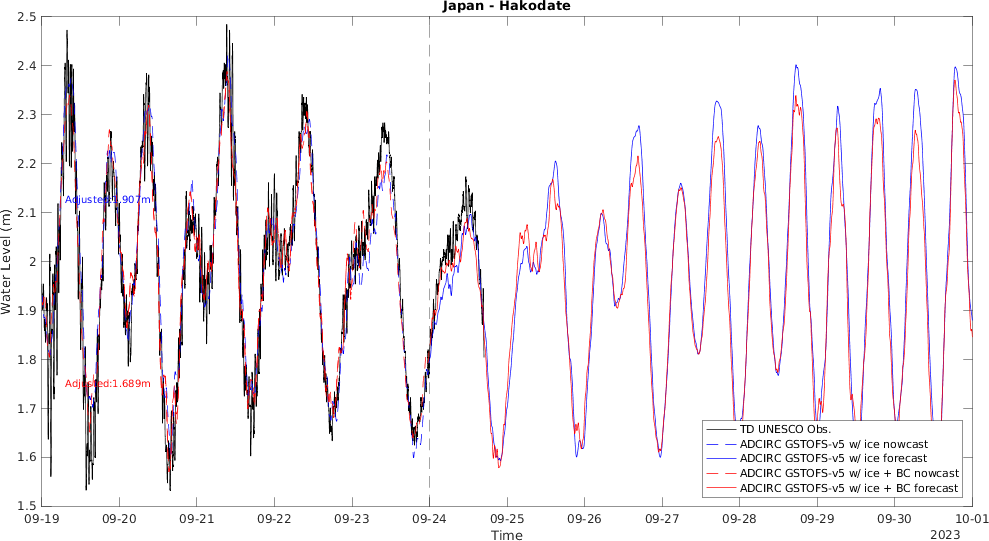 Japan - Hakodate
2.5
2.4
2.3
2.2
2.1
2
1.9
1.8
1.7
1.6
1.5
Water Level (m)
Adjusted:1.907m
Adjusted:1.689m
TD UNESCO Obs.
ADCIRC GSTOFS-v5 w/ ice nowcast
ADCIRC GSTOFS-v5 w/ ice forecast
ADCIRC GSTOFS-v5 w/ ice + BC nowcast
ADCIRC GSTOFS-v5 w/ ice + BC forecast
09-19 09-20 09-21 09-22 09-23 09-24 09-25 09-26 09-27 09-28 09-29 09-30 10-01
Time
2023